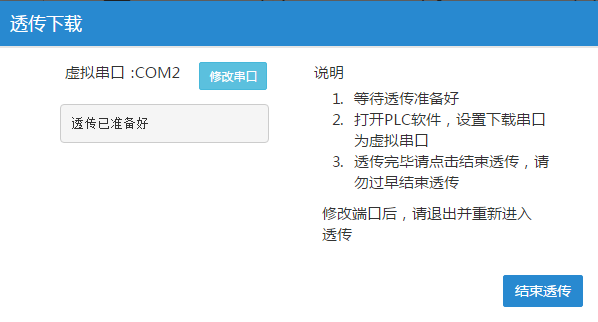 透传下载
虚拟串口 :COM2
修改串口
透传已准备好
说明
1. 等待透传准备好
2. 打开PLC软件，设置下载串口
为虚拟串口
3. 透传完毕请点击结束透传，请
勿过早结束透传
修改端口后，请退出并重新进入
透传
结束透传